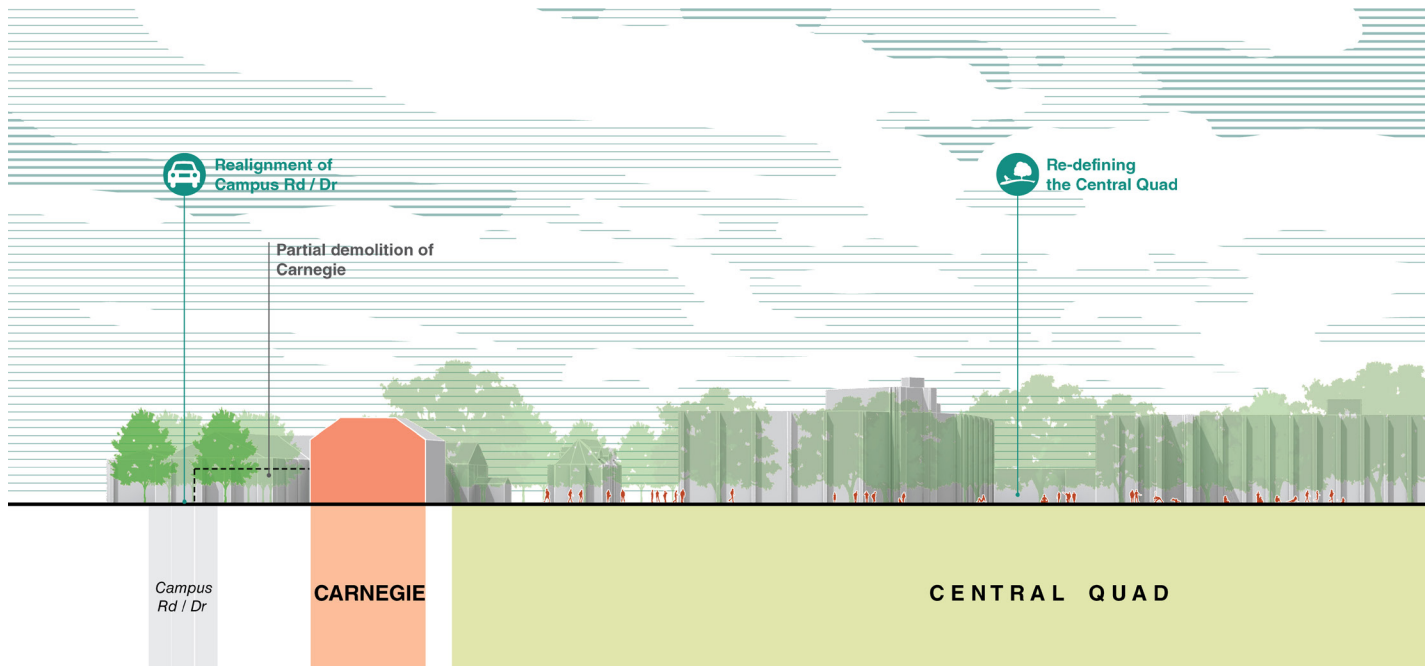 Realignment of
Campus Rd / Dr
Re-defining
the Central Quad
Partial demolition of
Carnegie
Campus
Rd / Dr
CARNEGIE
CENTRAL QUAD